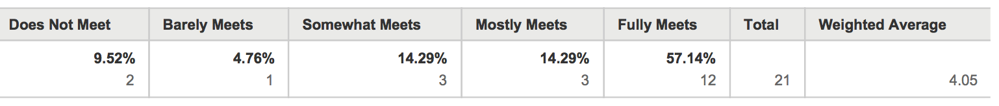 Does Not Meet Barely Meets Somewhat Meets Mostly Meets Fully Meets Total Weighted Average
9.52% 4.76% 14.29% 14.29% 57.14%
2 1 3 3 12 21 4.05